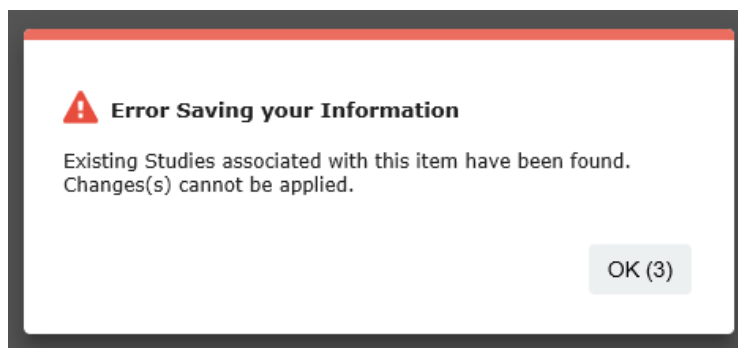 Error Saving your Information
Existing Studies associated with this item have been found.
Changes(s) cannot be applied.
OK (3)